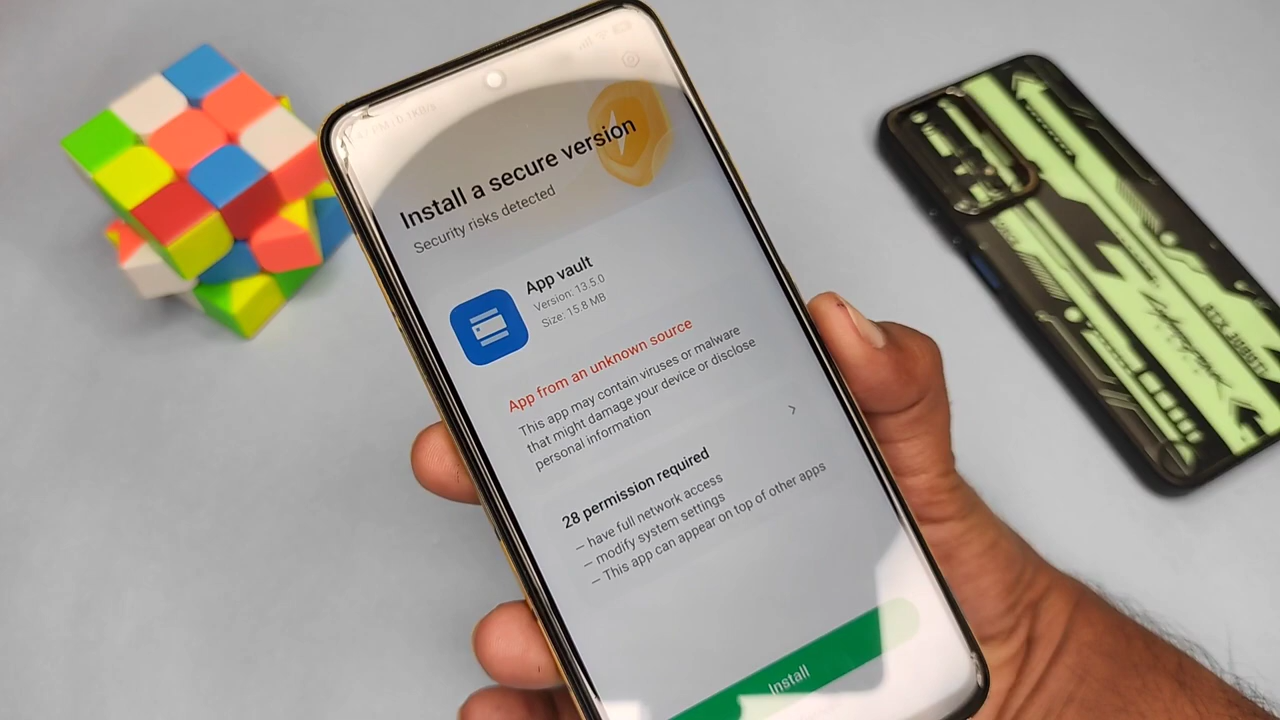 0.1KB/s
Install a secure version
Security risks detected
App vault
Version: 13.5.0
Size: 15.8 MB
App from an unknown source
This app may contain viruses or malware
that might damage your device or disclose
personal information
28 permission required
— have full network access
— modify system settings
— This app can appear on top of other apps
Install